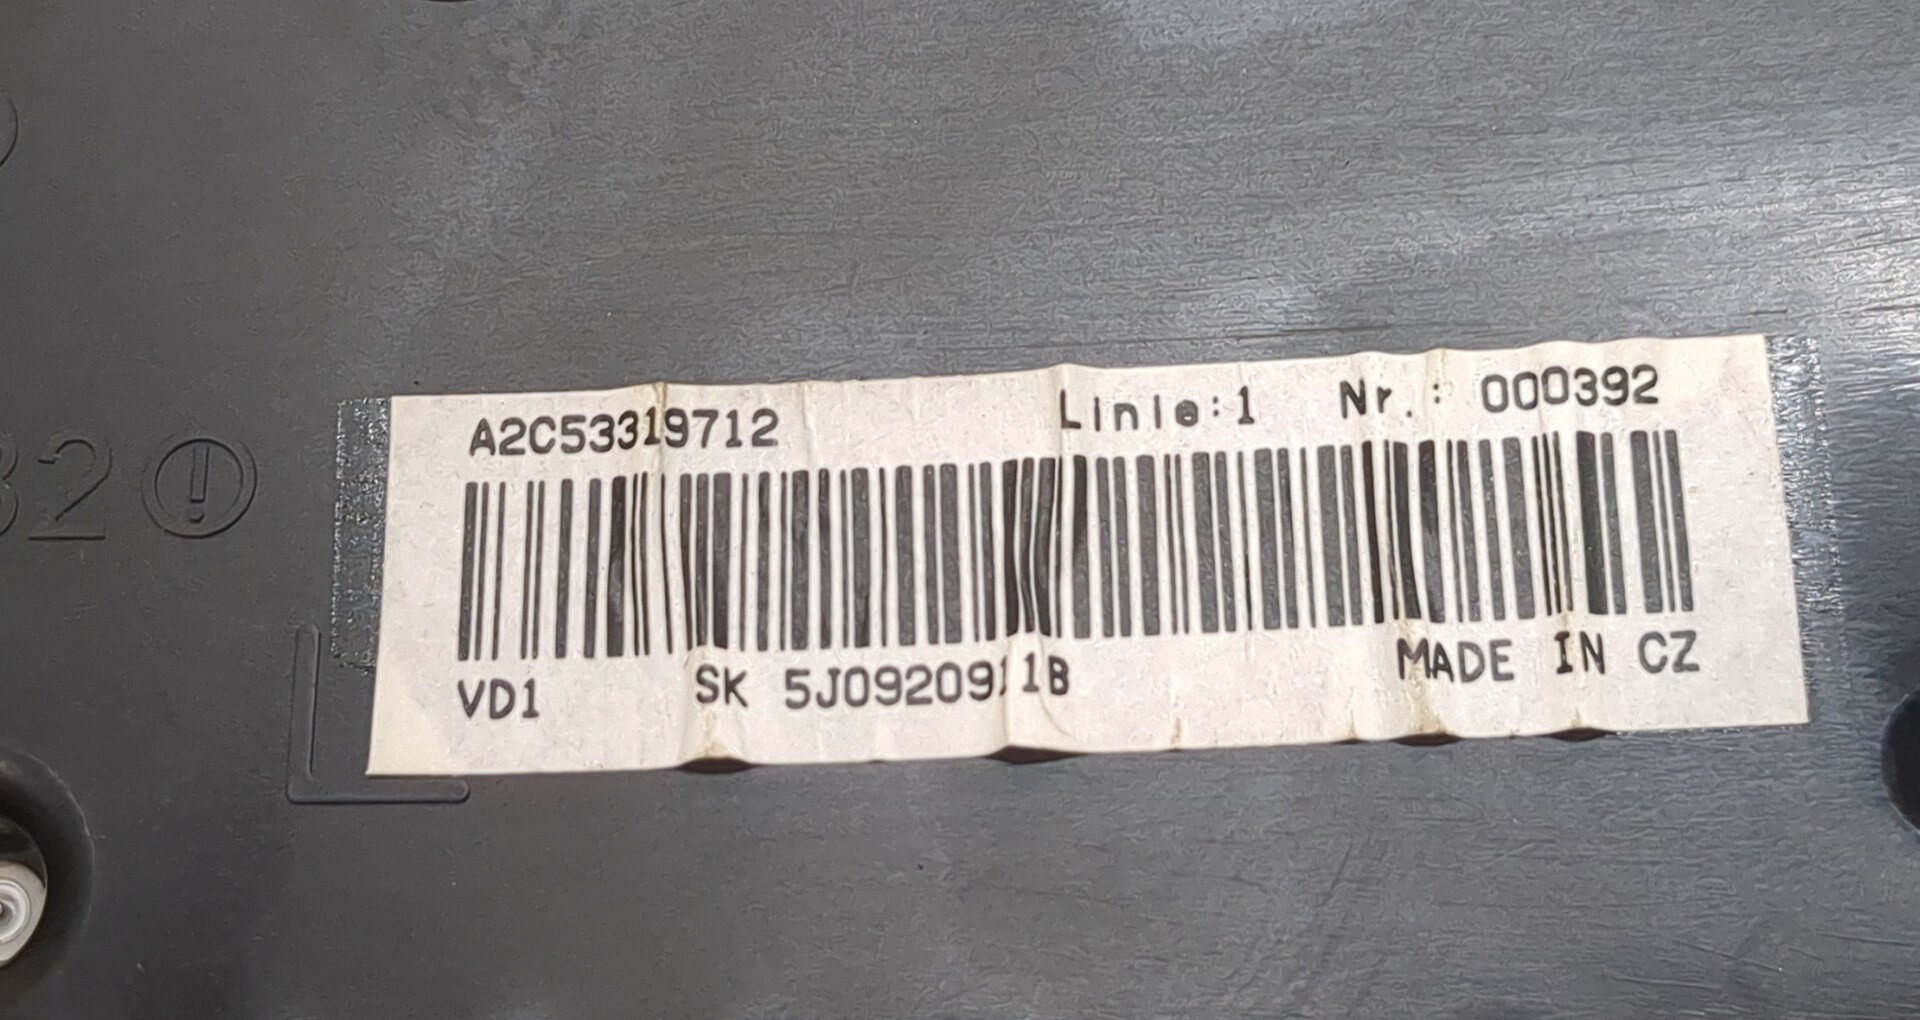 A2C53319712 Linie:1 Nr.: 000392
VD1 SK 5J0920911B MADE IN CZ